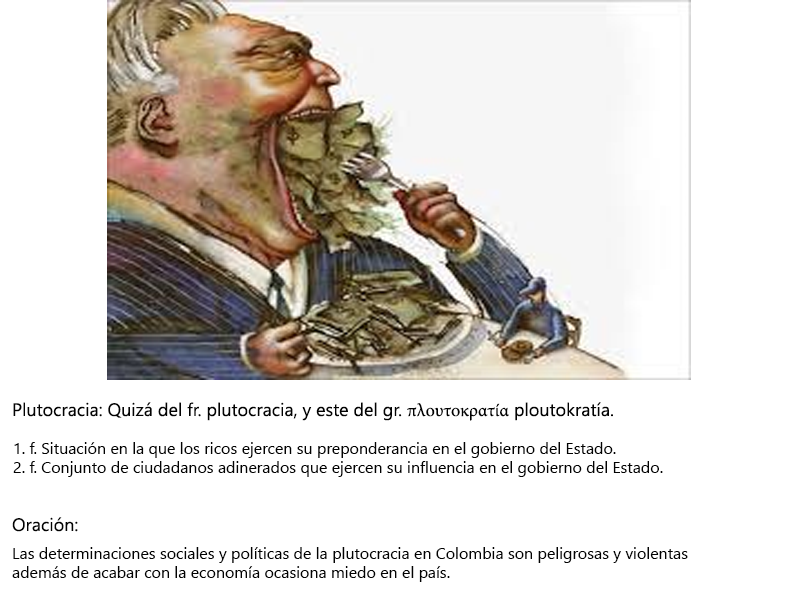 Plutocracia: Quizá del fr. plutocracia, y este del gr. πλουτοκρατία ploutokratía.
1. f. Situación en la que los ricos ejercen su preponderancia en el gobierno del Estado.
2. f. Conjunto de ciudadanos adinerados que ejercen su influencia en el gobierno del Estado.
Oración:
Las determinaciones sociales y políticas de la plutocracia en Colombia son peligrosas y violentas
además de acabar con la economía ocasiona miedo en el país.